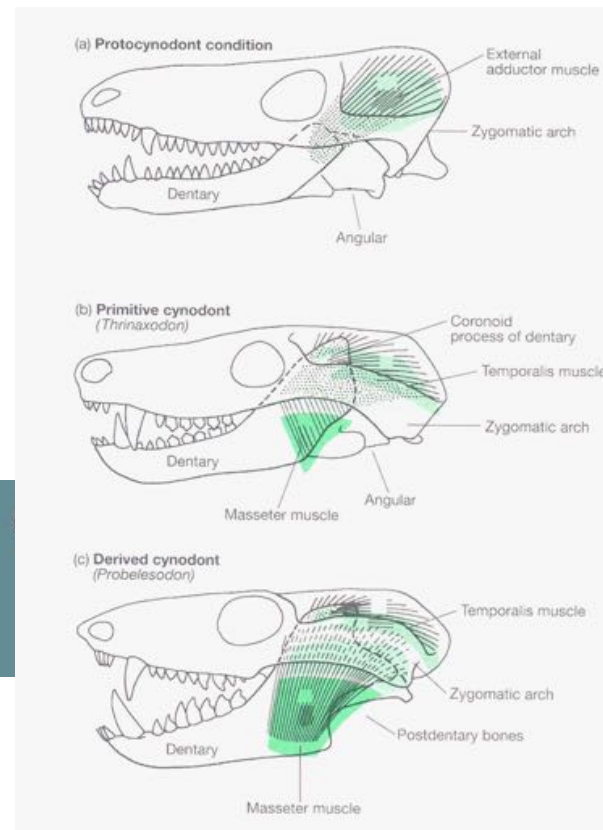 (a) Protocynodont condition
External
adductor muscle
Zygomatic arch
Dentary
Angular
(b) Primitive cynodont
(Thrinaxodon)
Coronoid
process of dentary
Temporalis muscle
Zygomatic arch
Dentary
Angular
Masseter muscle
(c) Derived cynodont
(Probelesodon)
Temporalis muscle
Zygomatic arch
Postdentary bones
Dentary
Masseter muscle